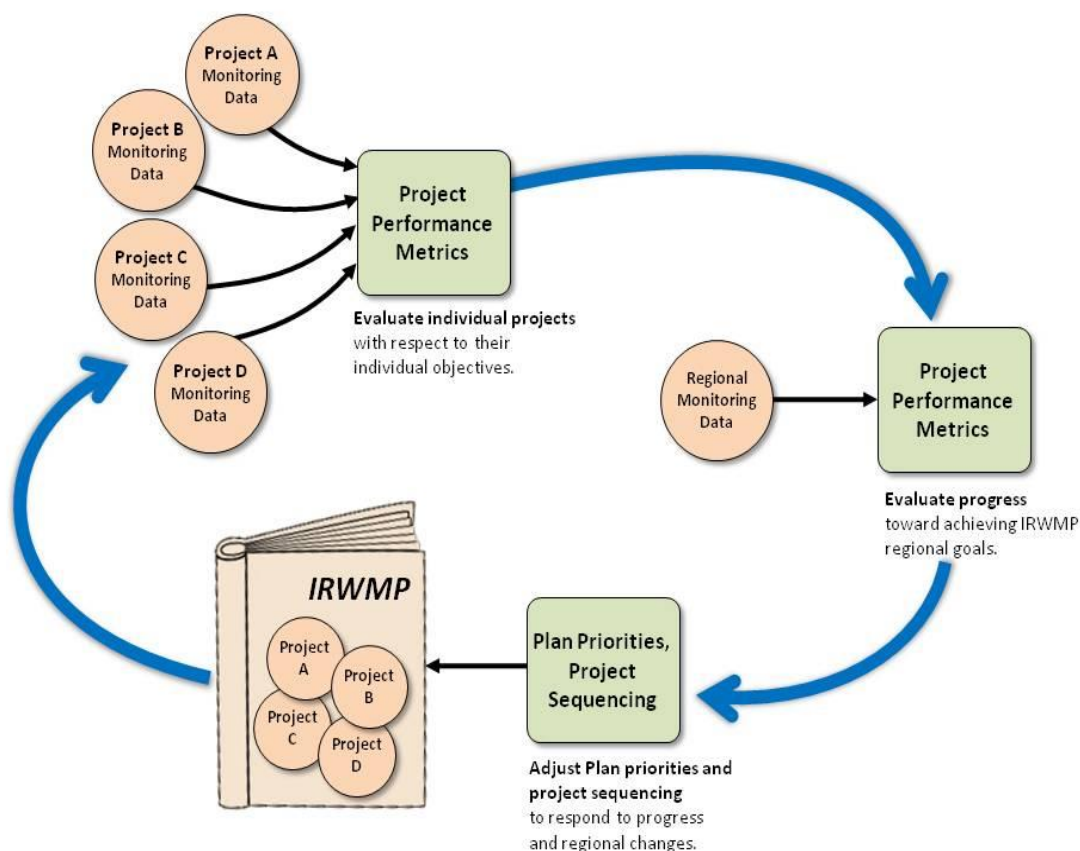 Project A
Monitoring
Data
Project B
Monitoring
Data
Project C
Monitoring
Data
Project D
Monitoring
Data
Project
Performance
Metrics
Evaluate individual projects
with respect to their
individual objectives.
Regional
Monitoring
Data
Project
Performance
Metrics
Evaluate progress
toward achieving IRWMP
regional goals.
Plan Priorities,
Project
Sequencing
Adjust Plan priorities and
project sequencing
to respond to progress
and regional changes.
IRWMP
Project
A
Project
B
Project
C
Project
D